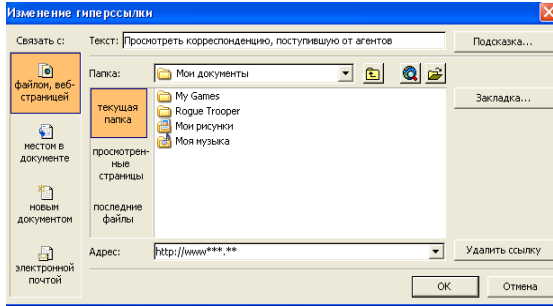 Изменение гиперссылки
Связать с:
Текст: Просмотреть корреспонденцию, поступившую от агентов
Подсказка...
файлом, веб-
страницей
местом в
документе
новым
документом
электронной
почтой
Папка: Мои документы
текущая
папка
просмотрен-
ные
страницы
последние
файлы
My Games
Rogue Trooper
Мои рисунки
Моя музыка
Закладка...
Адрес: http://www***.**
Удалить ссылку
ОК
Отмена